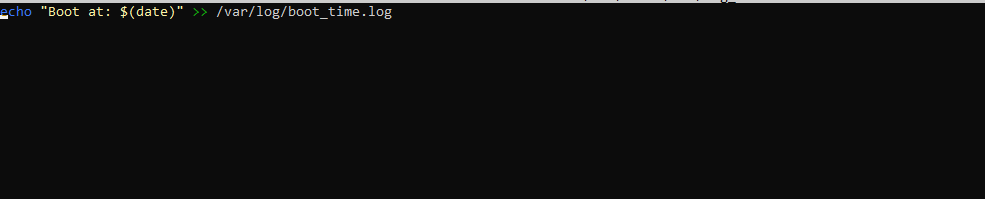 echo "Boot at: $(date)" >> /var/log/boot_time.log